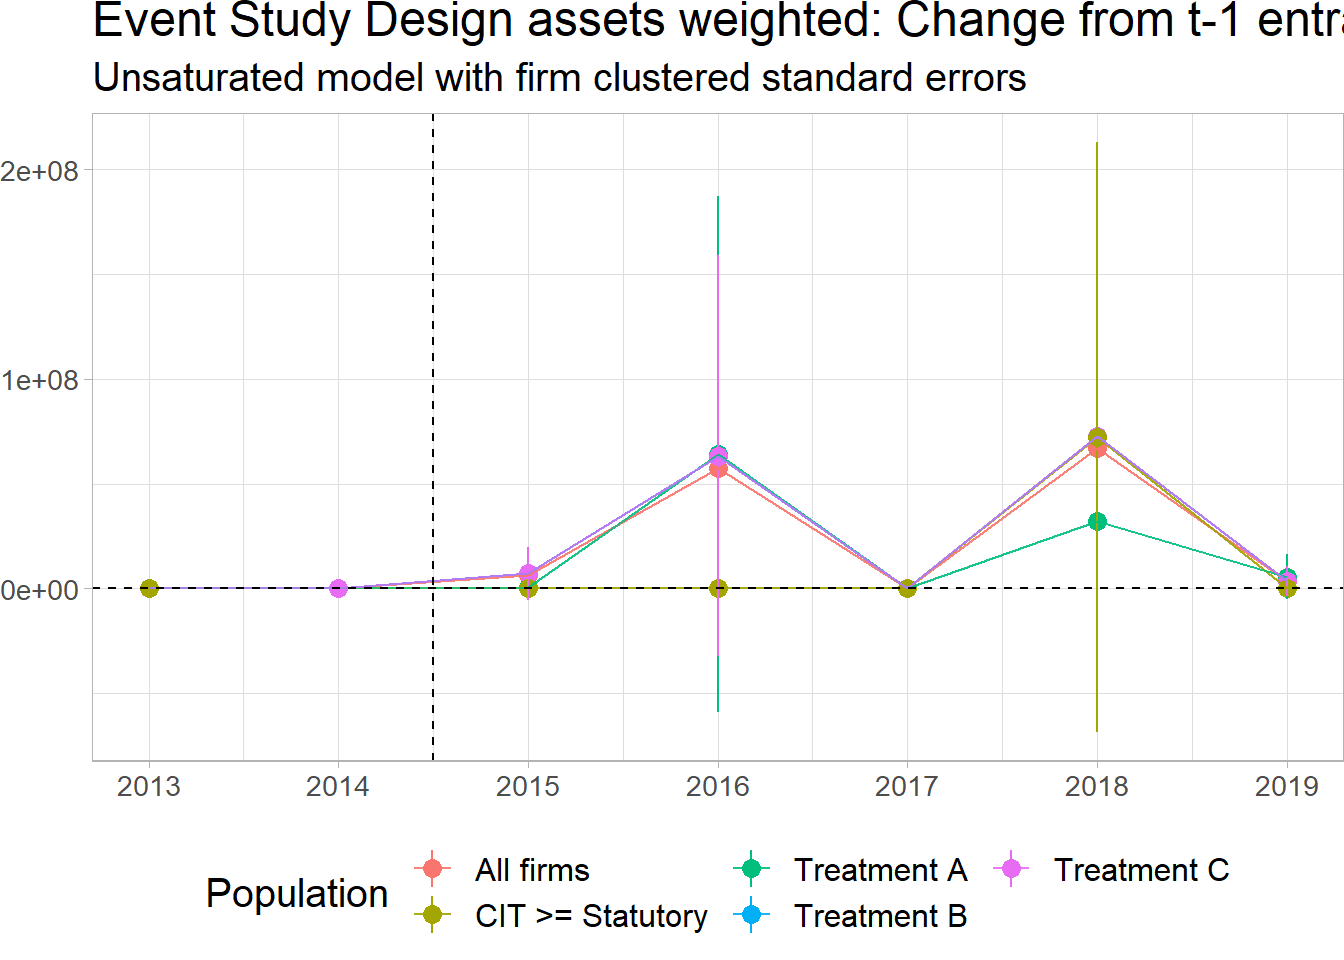 Event Study Design assets weighted: Change from t-1 entra
Unsaturated model with firm clustered standard errors
2e+08
1e+08
0e+00
2013 2014 2015 2016 2017 2018 2019
Population
All firms Treatment A Treatment C
CIT >= Statutory Treatment B